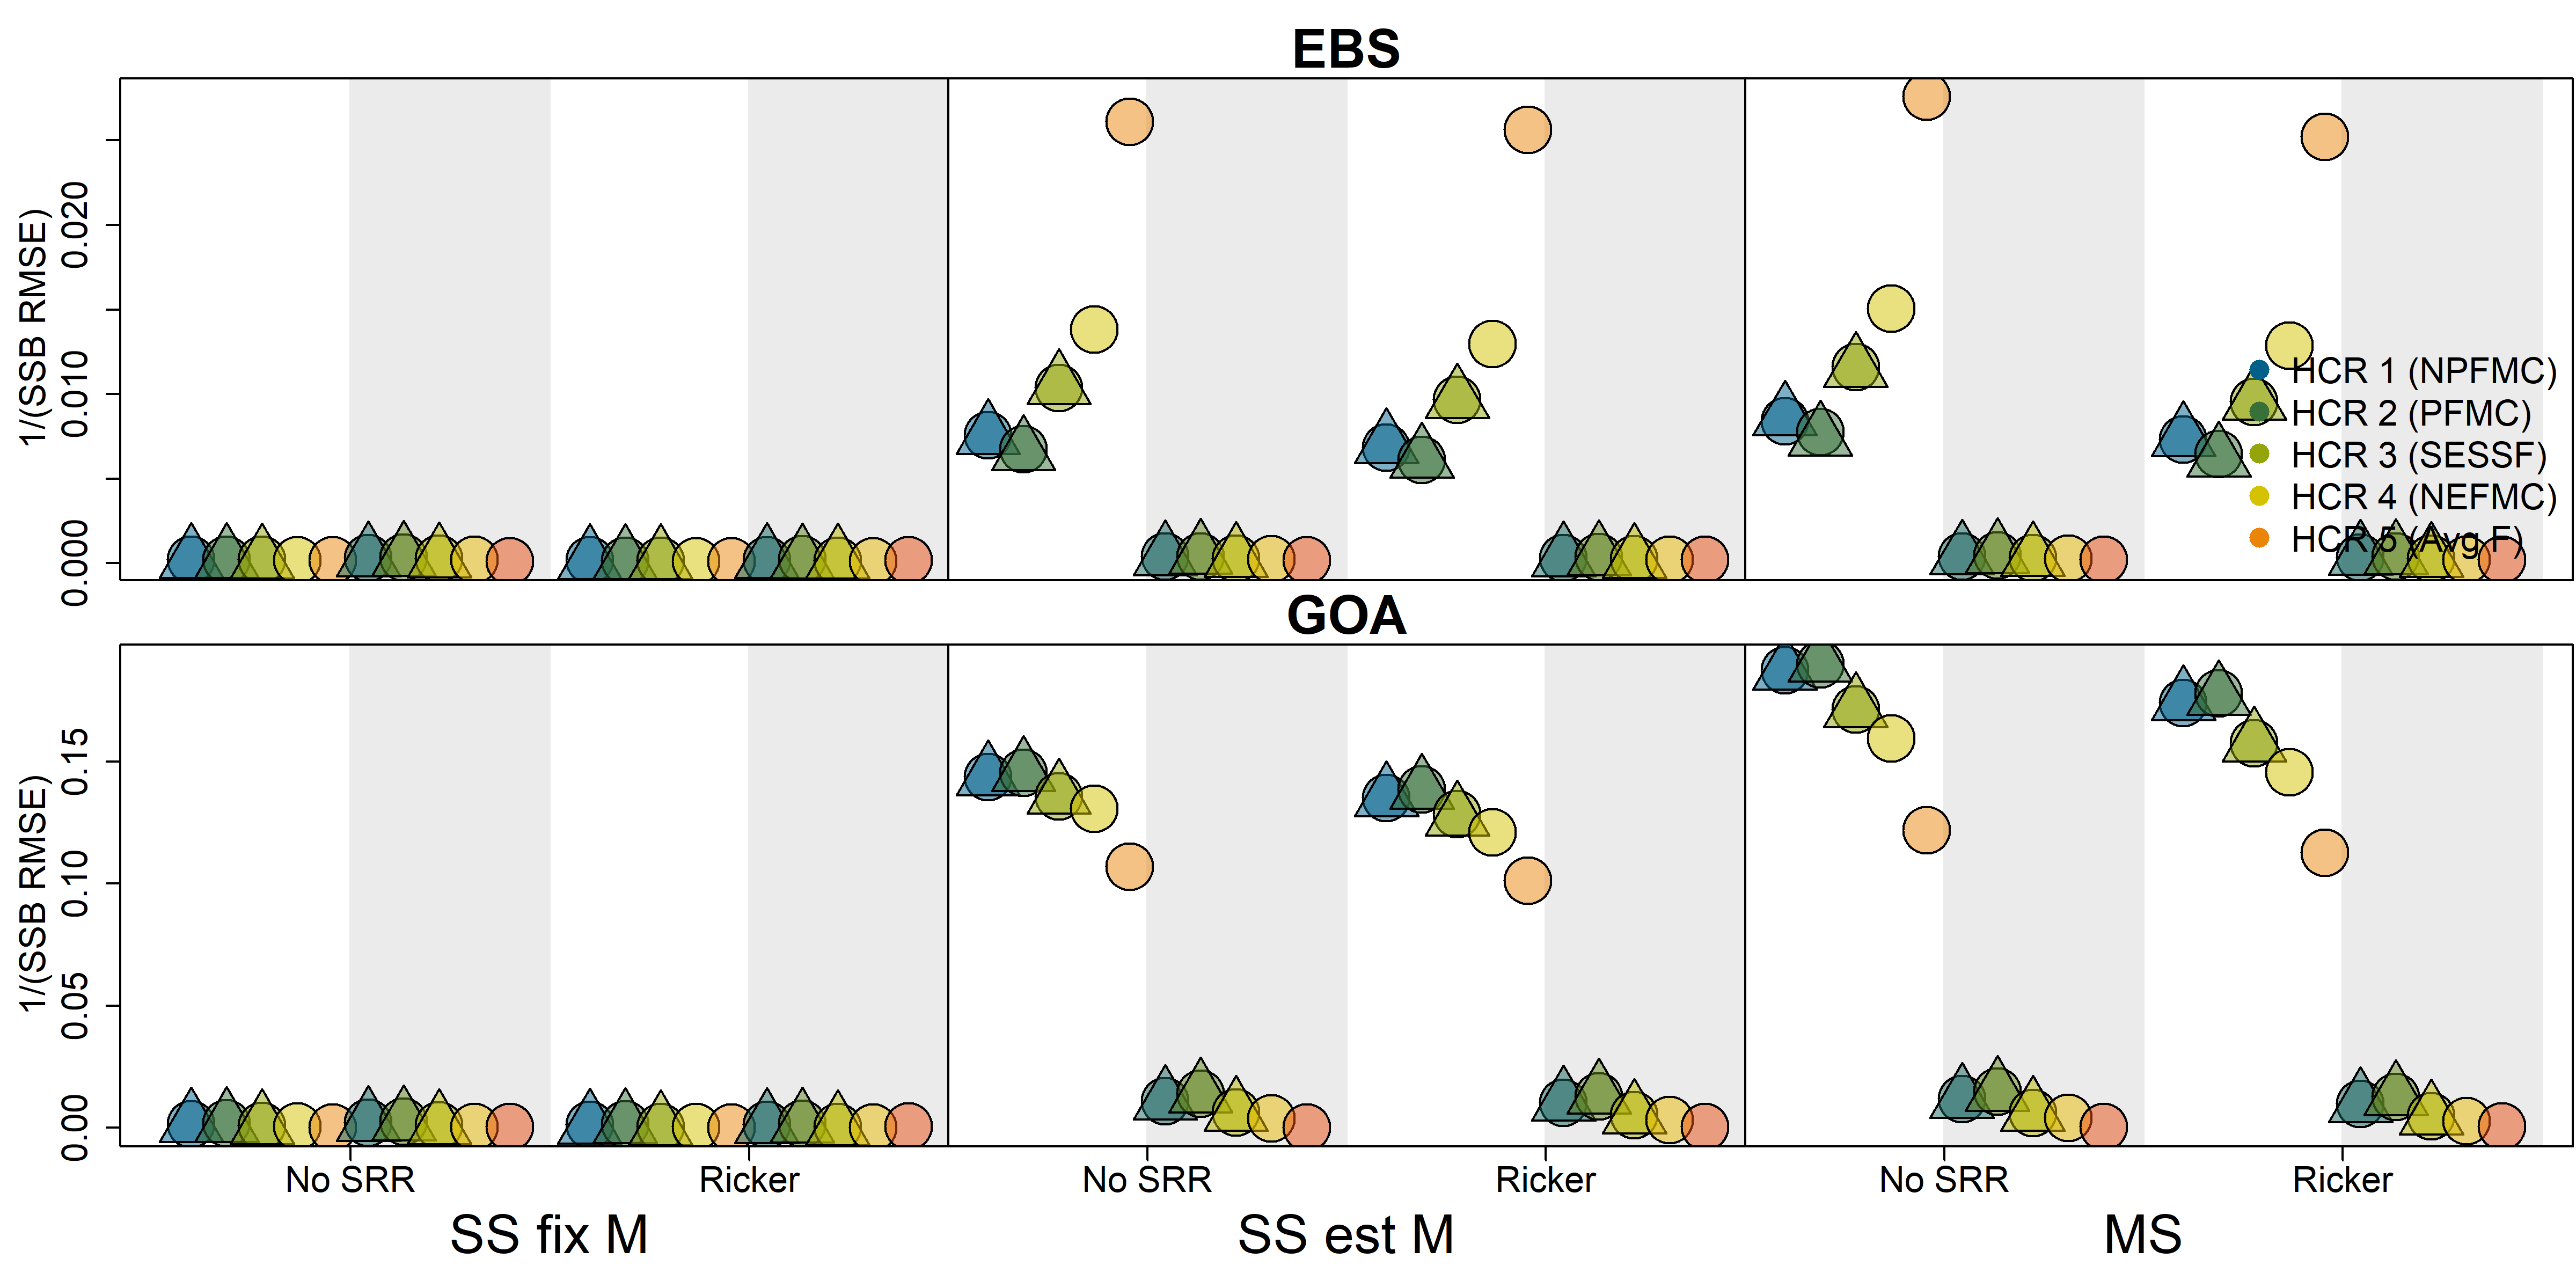 EBS
1/(SSB RMSE)
0.020
0.010
0.000
HCR 1 (NPFMC)
HCR 2 (PFMC)
HCR 3 (SESSF)
HCR 4 (NEFMC)
HCR 5 (Avg F)
GOA
1/(SSB RMSE)
0.15
0.10
0.05
0.00
No SRR Ricker No SRR Ricker No SRR Ricker
SS fix M SS est M MS